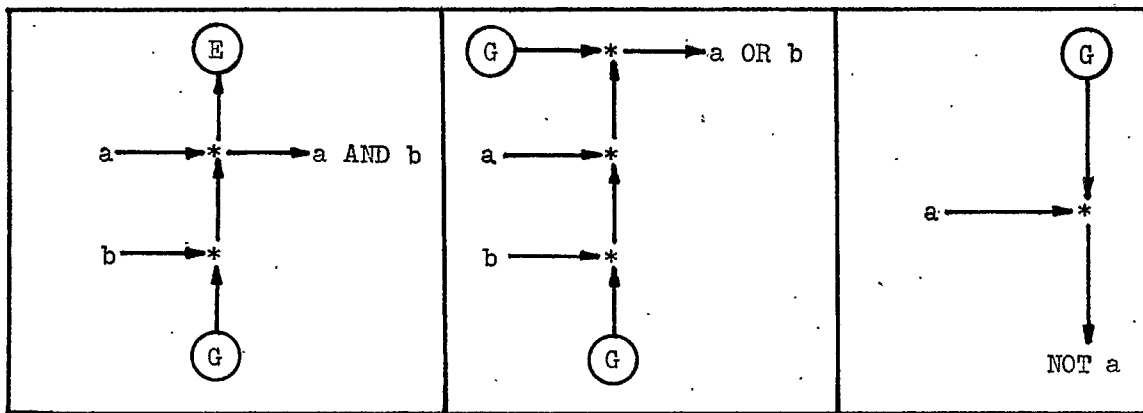 E
a * a AND b
b *
G
G * a OR b
a *
b *
G
G
a *
NOT a